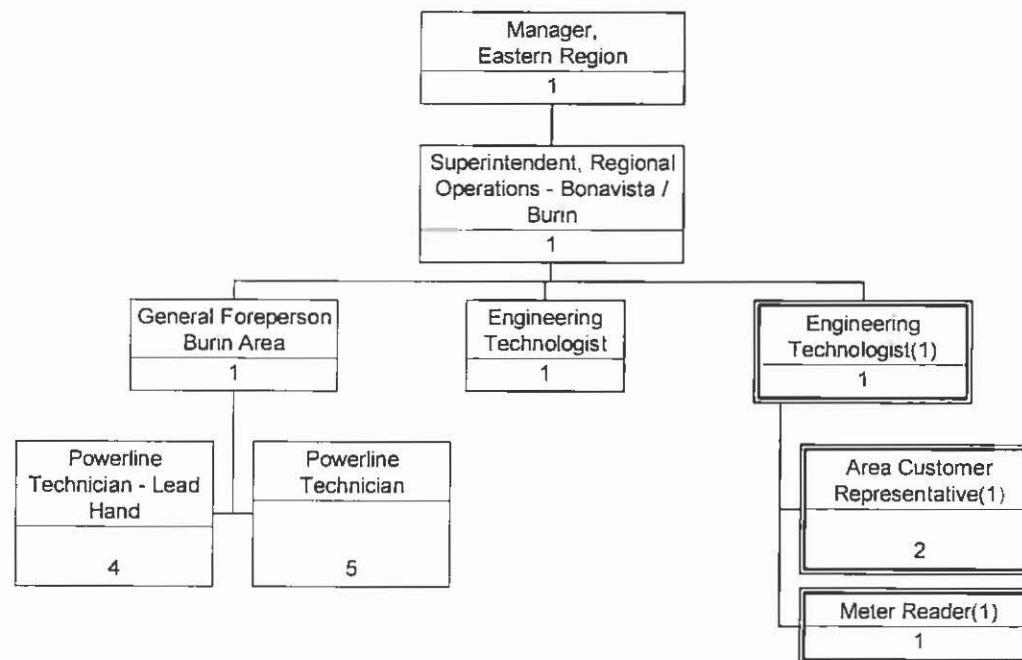 Manager,
Eastern Region
1
Superintendent, Regional
Operations - Bonavista /
Burin
1
General Foreperson
Burin Area
1
Engineering
Technologist
1
Engineering
Technologist(1)
1
Powerline
Technician - Lead
Hand
4
Powerline
Technician
5
Area Customer
Representative(1)
2
Meter Reader(1)
1